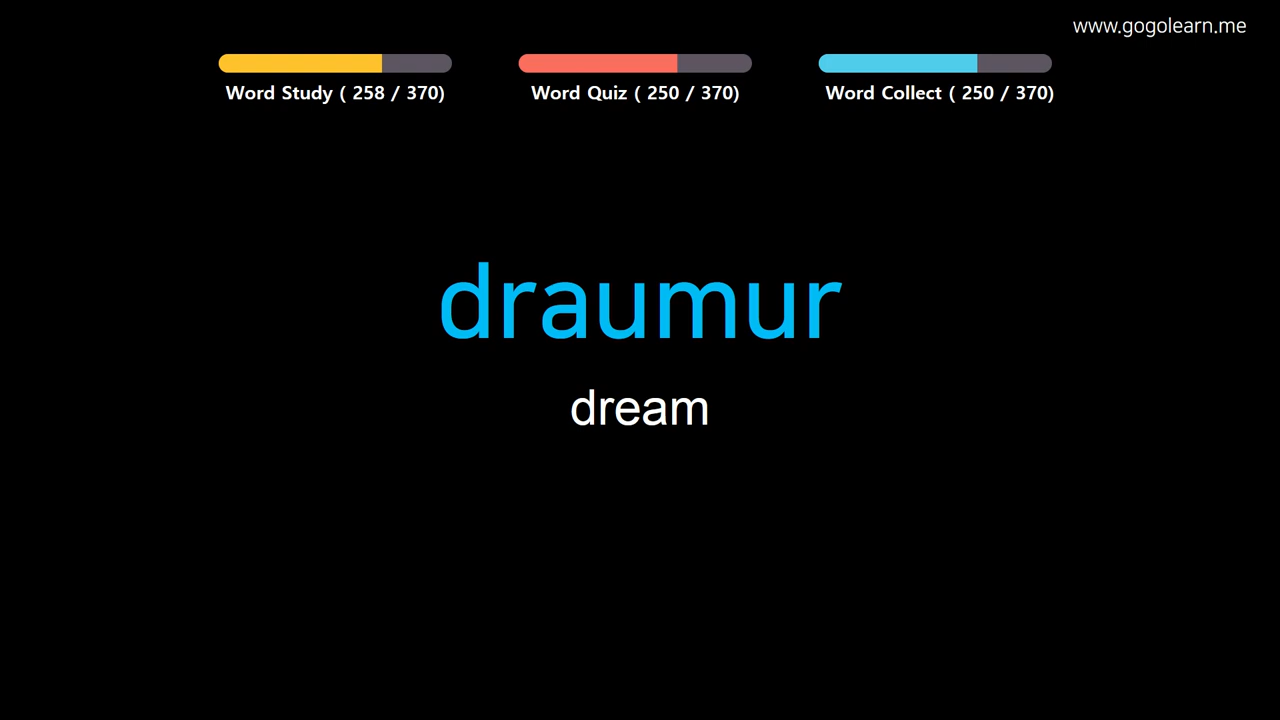 www.gogolearn.me
Word Study ( 258 / 370)
Word Quiz ( 250 / 370)
Word Collect ( 250 / 370)
draumur
dream